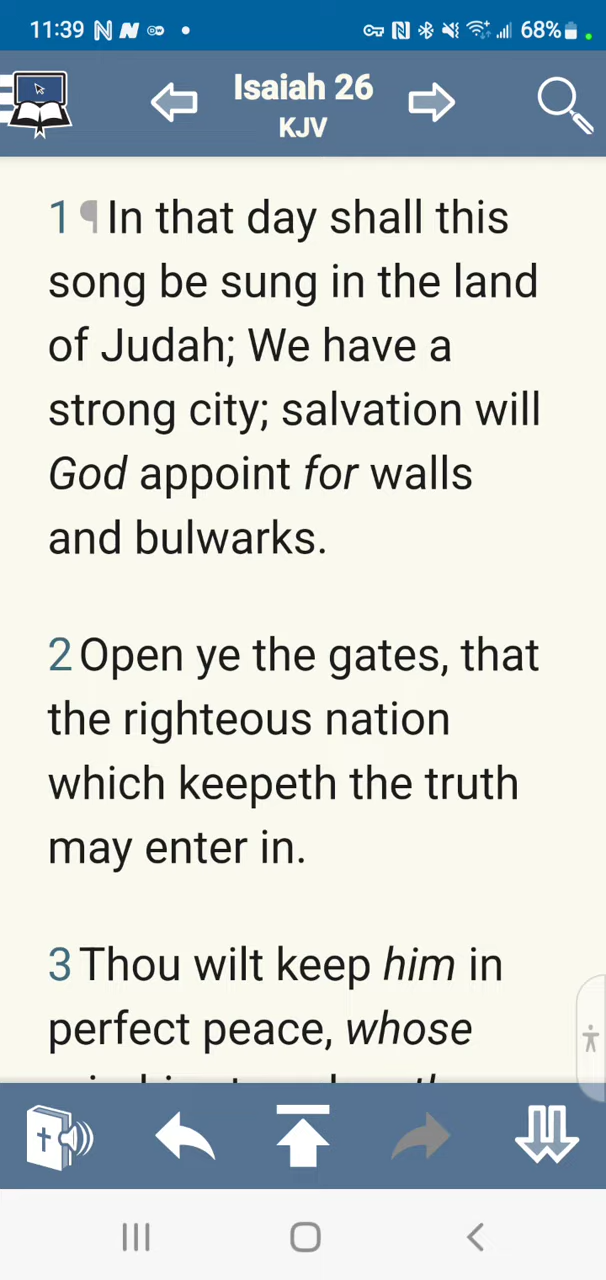 11:39 68%
Isaiah 26
KJV
1 ¶ In that day shall this
song be sung in the land
of Judah; We have a
strong city; salvation will
God appoint for walls
and bulwarks.
2 Open ye the gates, that
the righteous nation
which keepeth the truth
may enter in.
3 Thou wilt keep him in
perfect peace, whose